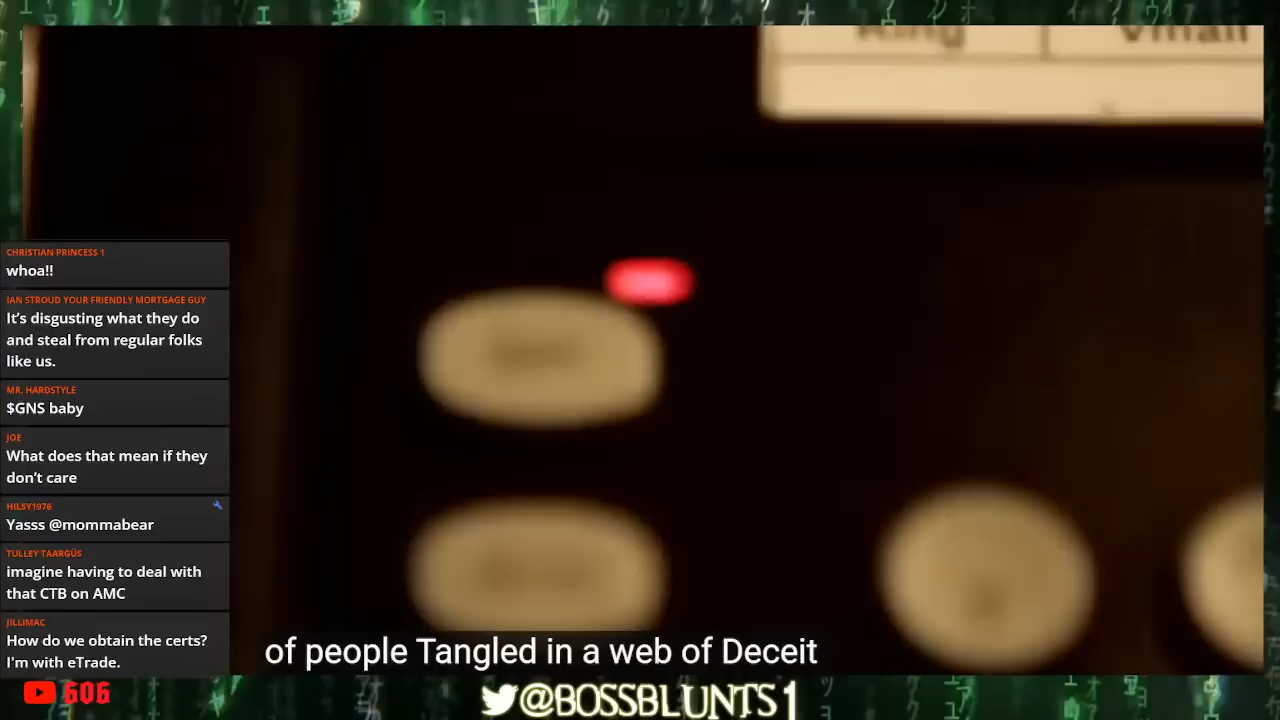 Ring
Vmail
CHRISTIAN PRINCESS 1
whoa!!
IAN STROUD YOUR FRIENDLY MORTGAGE GUY
It’s disgusting what they do
and steal from regular folks
like us.
MR. HARDSTYLE
$GNS baby
JOE
What does that mean if they
don’t care
HILSY1976
Yasss @mommabear
TULLEY TAARGÜS
imagine having to deal with
that CTB on AMC
JILLIMAC
How do we obtain the certs?
I'm with eTrade.
of people Tangled in a web of Deceit
606
@BOSSBLUNTS1